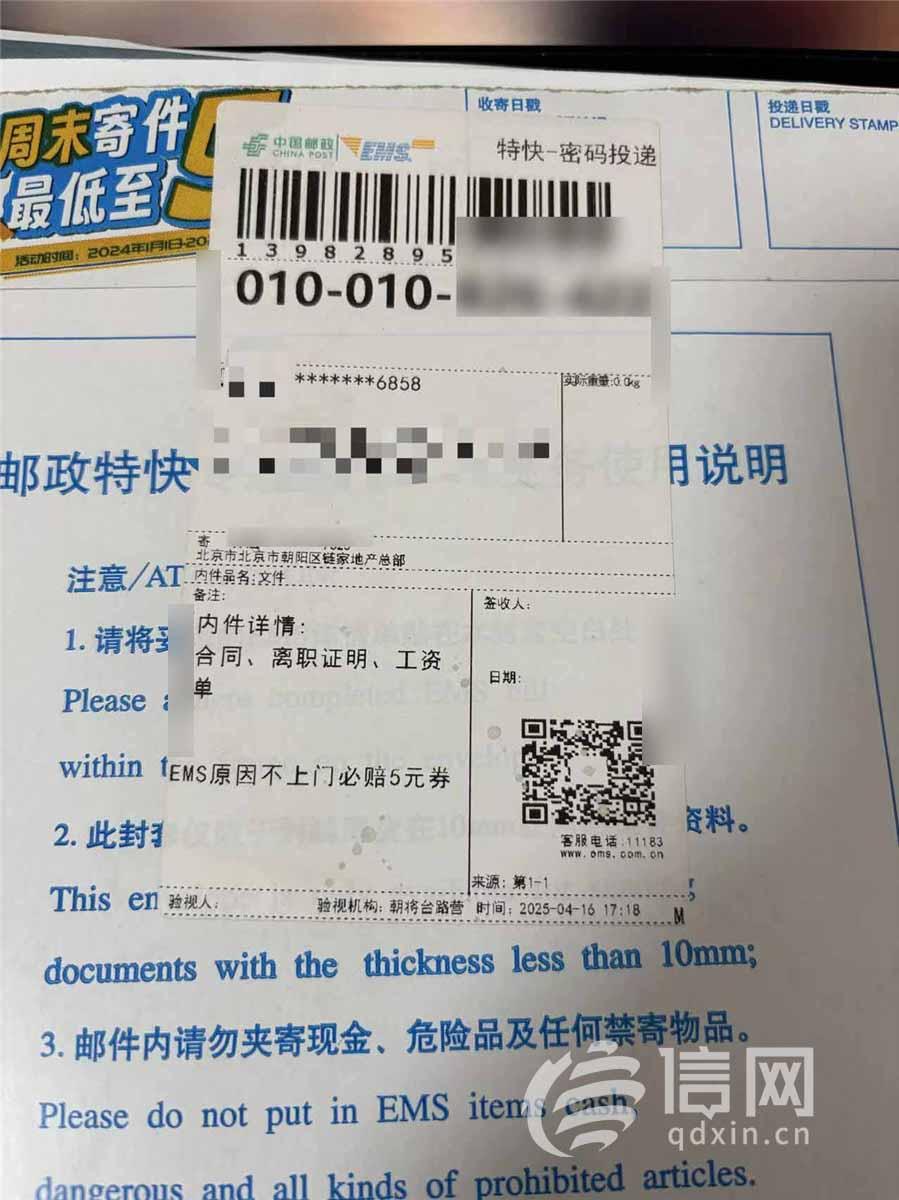 周末寄件
最低至5
活动时间：2024年1月1日-20
收寄日戳
投递日戳
DELIVERY STAMP
中国邮政
CHINA POST
EMS
特快-密码投递
13982895
010-010-
*******6858
实际重量:0.0kg
邮政特快
使用说明
寄
北京市北京市朝阳区链家地产总部
内件品名:文件
备注:
内件详情:
合同、离职证明、工资
单
EMS原因不上门必赔5元券
签收人:
日期:
客服电话:11183
www.ems.com.cn
来源: 第1-1
验视人:
验视机构: 朝将台路营
时间: 2025-04-16 17:18
M
注意/AT
1. 请将
Please
within
2. 此封
资料。
This en
documents with the thickness less than 10mm;
3. 邮件内请勿夹寄现金、危险品及任何禁寄物品。
Please do not put in EMS items cash,
dangerous and all kinds of prohibited articles.
信网
qdxin.cn